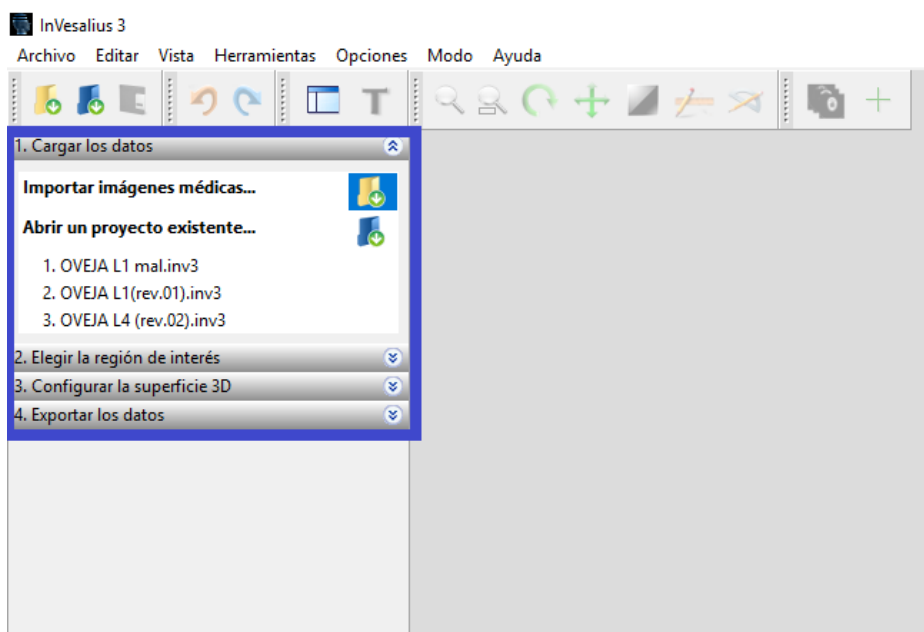 InVesalius 3
Archivo Editar Vista Herramientas Opciones Modo Ayuda
1. Cargar los datos
Importar imágenes médicas...
Abrir un proyecto existente...
1. OVEJA L1 mal.inv3
2. OVEJA L1(rev.01).inv3
3. OVEJA L4 (rev.02).inv3
2. Elegir la región de interés
3. Configurar la superficie 3D
4. Exportar los datos